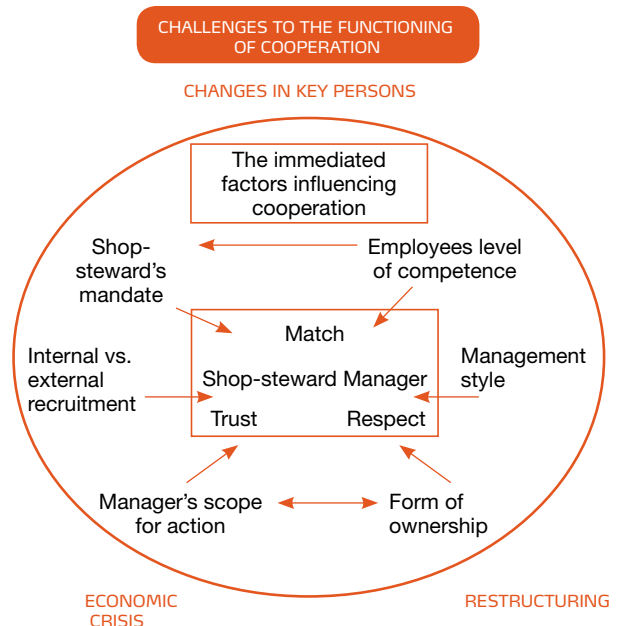 CHALLENGES TO THE FUNCTIONING
OF COOPERATION
CHANGES IN KEY PERSONS
The immediated
factors influencing
cooperation
Shop-
steward's
mandate
Employees level
of competence
Match
Internal vs.
external
recruitment
Shop-steward Manager
Management
style
Trust
Respect
Manager's scope
for action
Form of
ownership
ECONOMIC
CRISIS
RESTRUCTURING